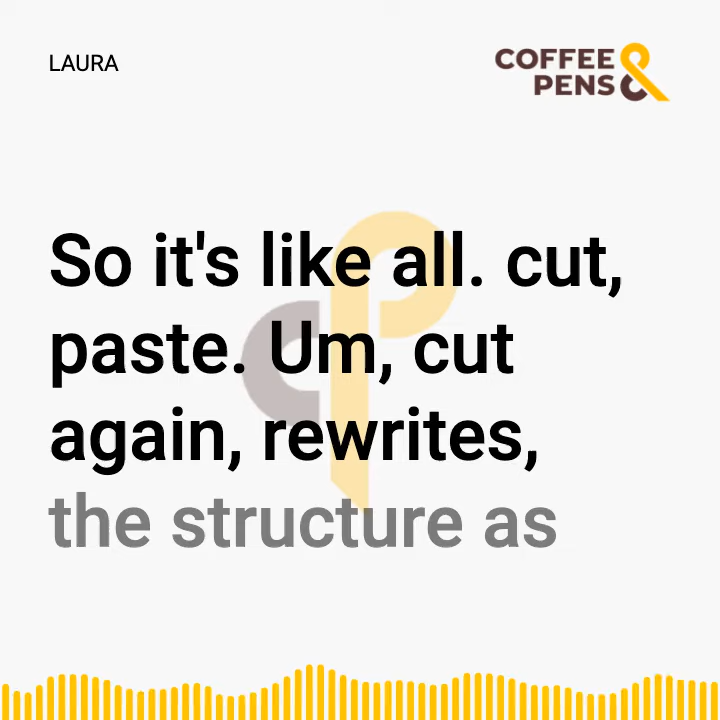 LAURA
COFFEE &
PENS
So it's like all. cut,
paste. Um, cut
again, rewrites,
the structure as